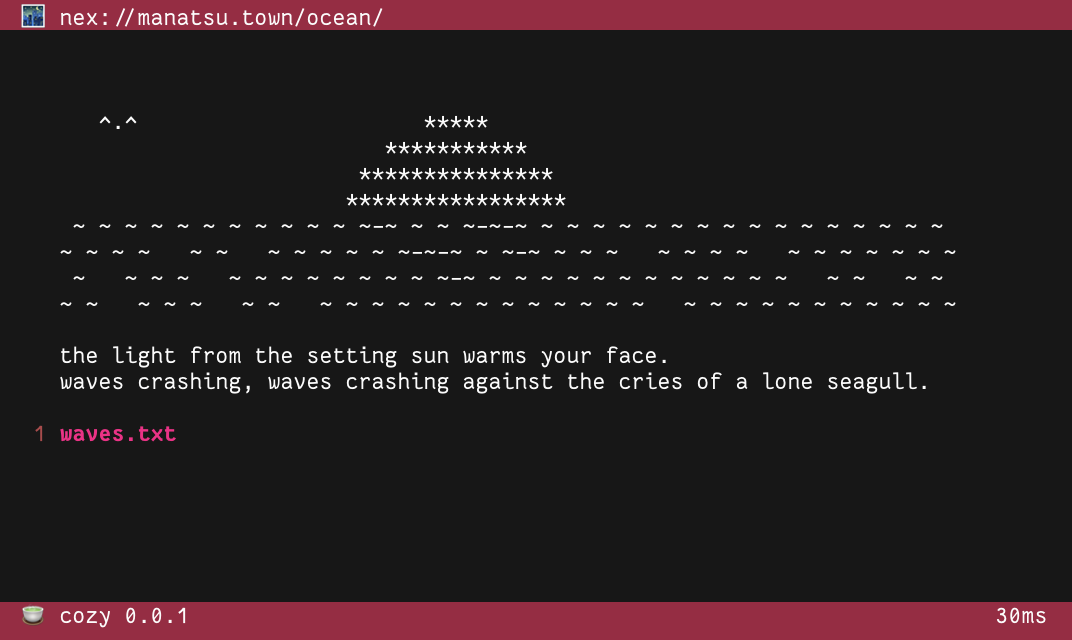 nex://manatsu.town/ocean/
^.^                      *****
***********
***************
*****************
~ ~ ~ ~ ~ ~ ~ ~ ~ ~ ~ ~-~ ~ ~ ~-~-~ ~ ~ ~ ~ ~ ~ ~ ~ ~ ~ ~ ~ ~ ~ ~ ~
~ ~ ~ ~   ~ ~   ~ ~ ~ ~ ~ ~-~-~ ~ ~-~ ~ ~ ~   ~ ~ ~ ~   ~ ~ ~ ~ ~ ~ ~
~   ~ ~ ~   ~ ~ ~ ~ ~ ~ ~ ~ ~-~ ~ ~ ~ ~ ~ ~ ~ ~ ~ ~ ~ ~   ~ ~   ~ ~
~ ~   ~ ~ ~   ~ ~   ~ ~ ~ ~ ~ ~ ~ ~ ~ ~ ~ ~ ~   ~ ~ ~ ~ ~ ~ ~ ~ ~ ~ ~
the light from the setting sun warms your face.
waves crashing, waves crashing against the cries of a lone seagull.
1 waves.txt
cozy 0.0.1 30ms